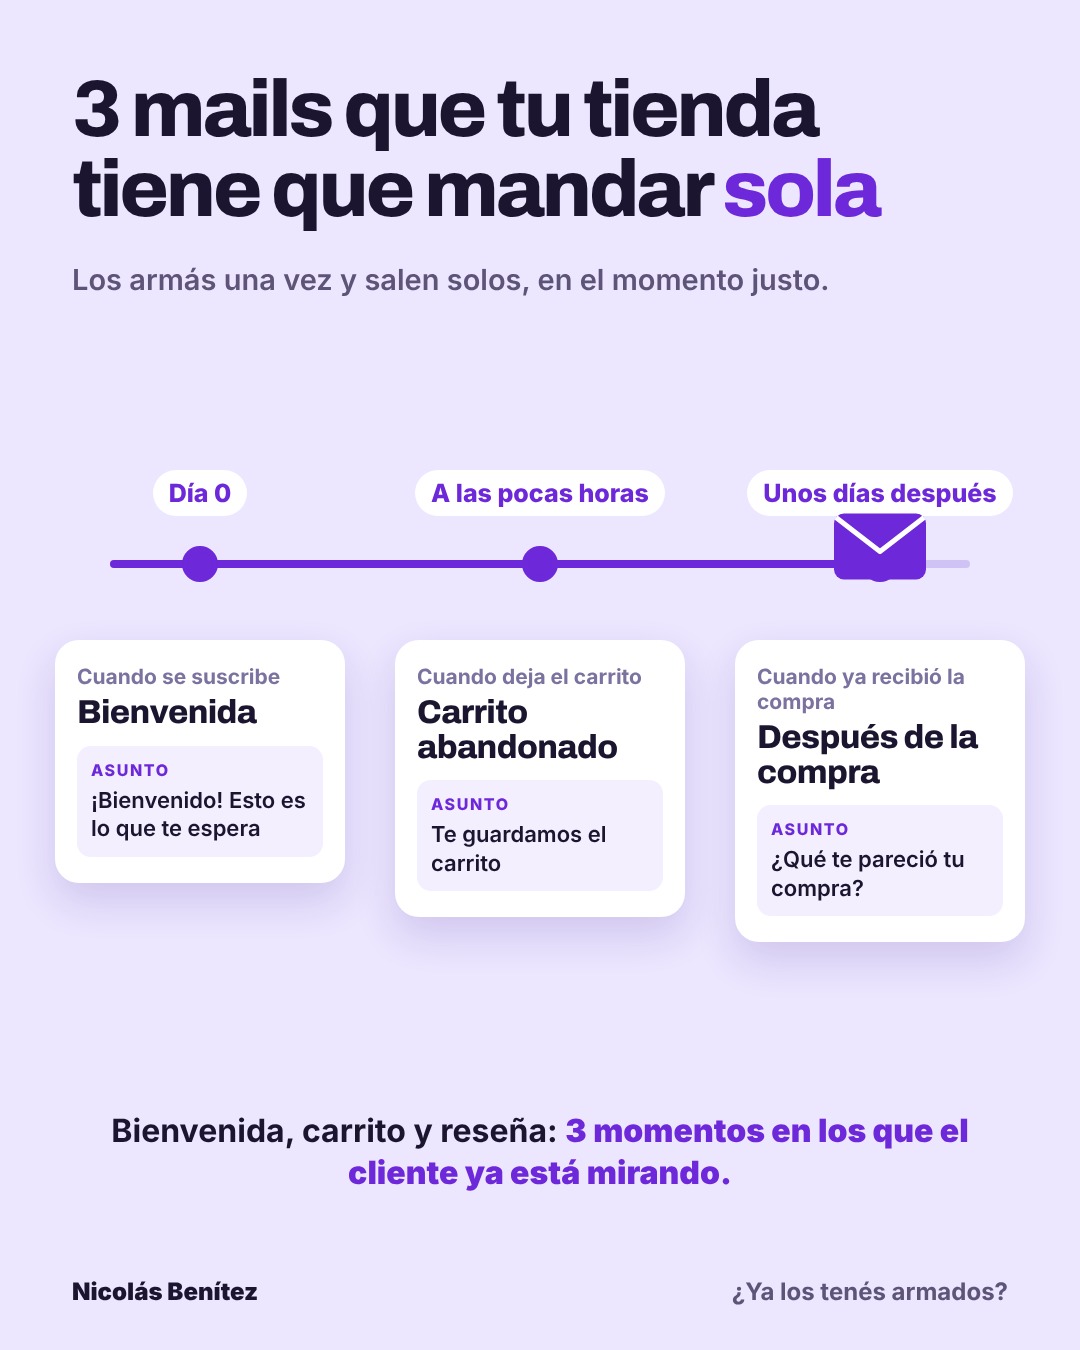 3 mails que tu tienda
tiene que mandar sola
Los armás una vez y salen solos, en el momento justo.
Día 0
A las pocas horas
Unos días después
Cuando se suscribe
Bienvenida
ASUNTO
¡Bienvenido! Esto es
lo que te espera
Cuando deja el carrito
Carrito
abandonado
ASUNTO
Te guardamos el
carrito
Cuando ya recibió la
compra
Después de la
compra
ASUNTO
¿Qué te pareció tu
compra?
Bienvenida, carrito y reseña: 3 momentos en los que el
cliente ya está mirando.
Nicolás Benítez
¿Ya los tenés armados?